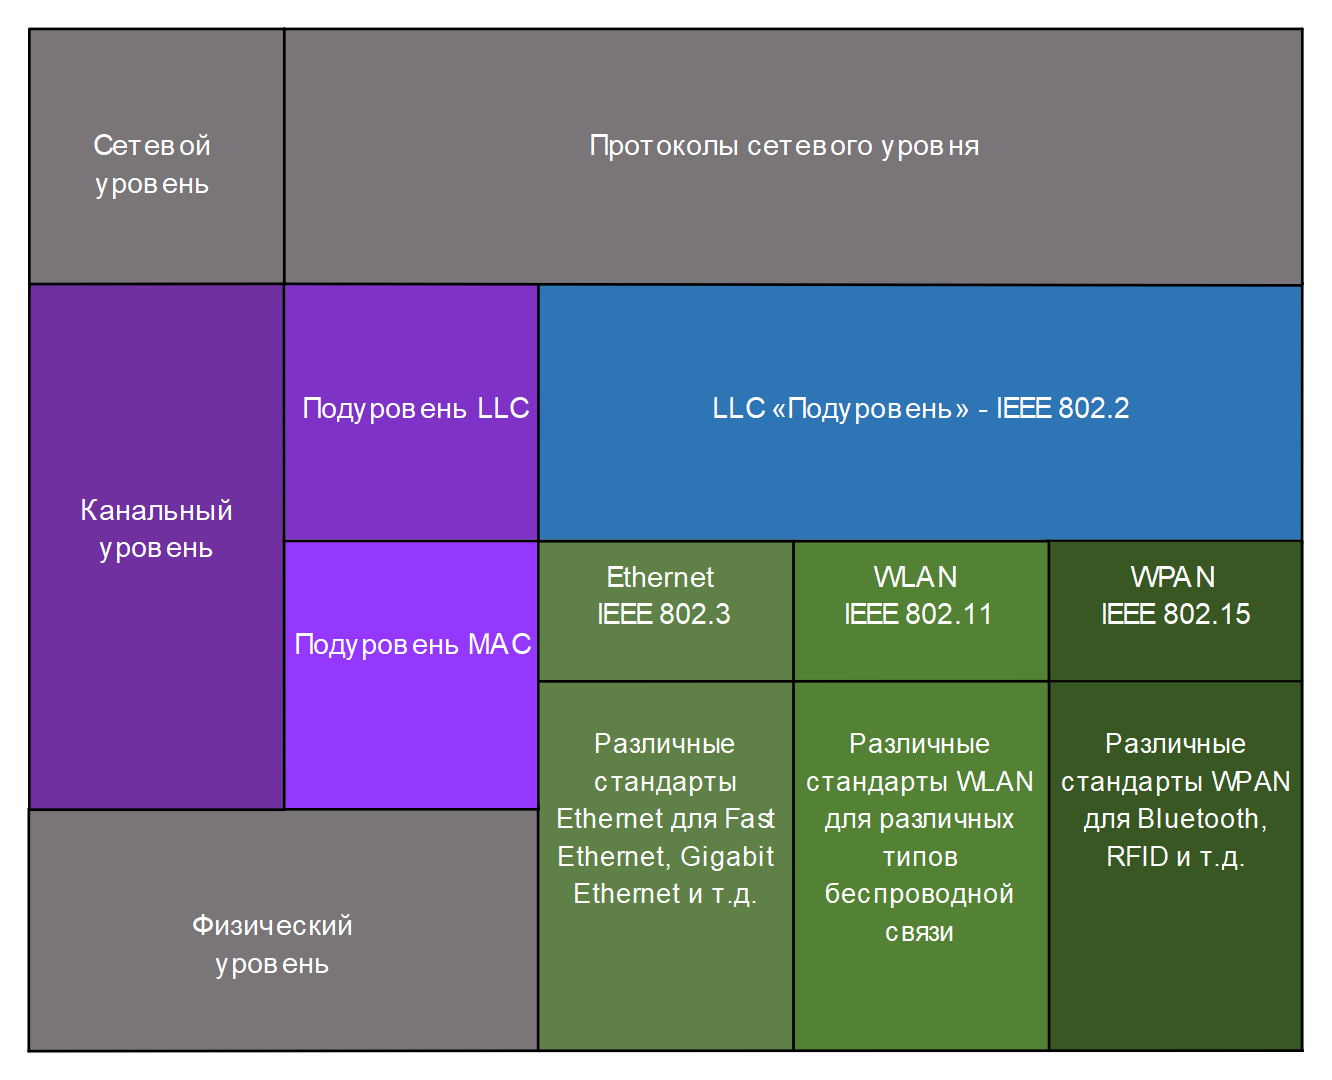 Сетевой
уровень
Протоколы сетевого уровня
Канальный
уровень
Подуровень LLC
LLC «Подуровень» - IEEE 802.2
Подуровень MAC
Ethernet
IEEE 802.3
WLAN
IEEE 802.11
WPAN
IEEE 802.15
Различные
стандарты
Ethernet для Fast
Ethernet, Gigabit
Ethernet и т.д.
Различные
стандарты WLAN
для различных
типов
беспроводной
связи
Различные
стандарты WPAN
для Bluetooth,
RFID и т.д.
Физический
уровень